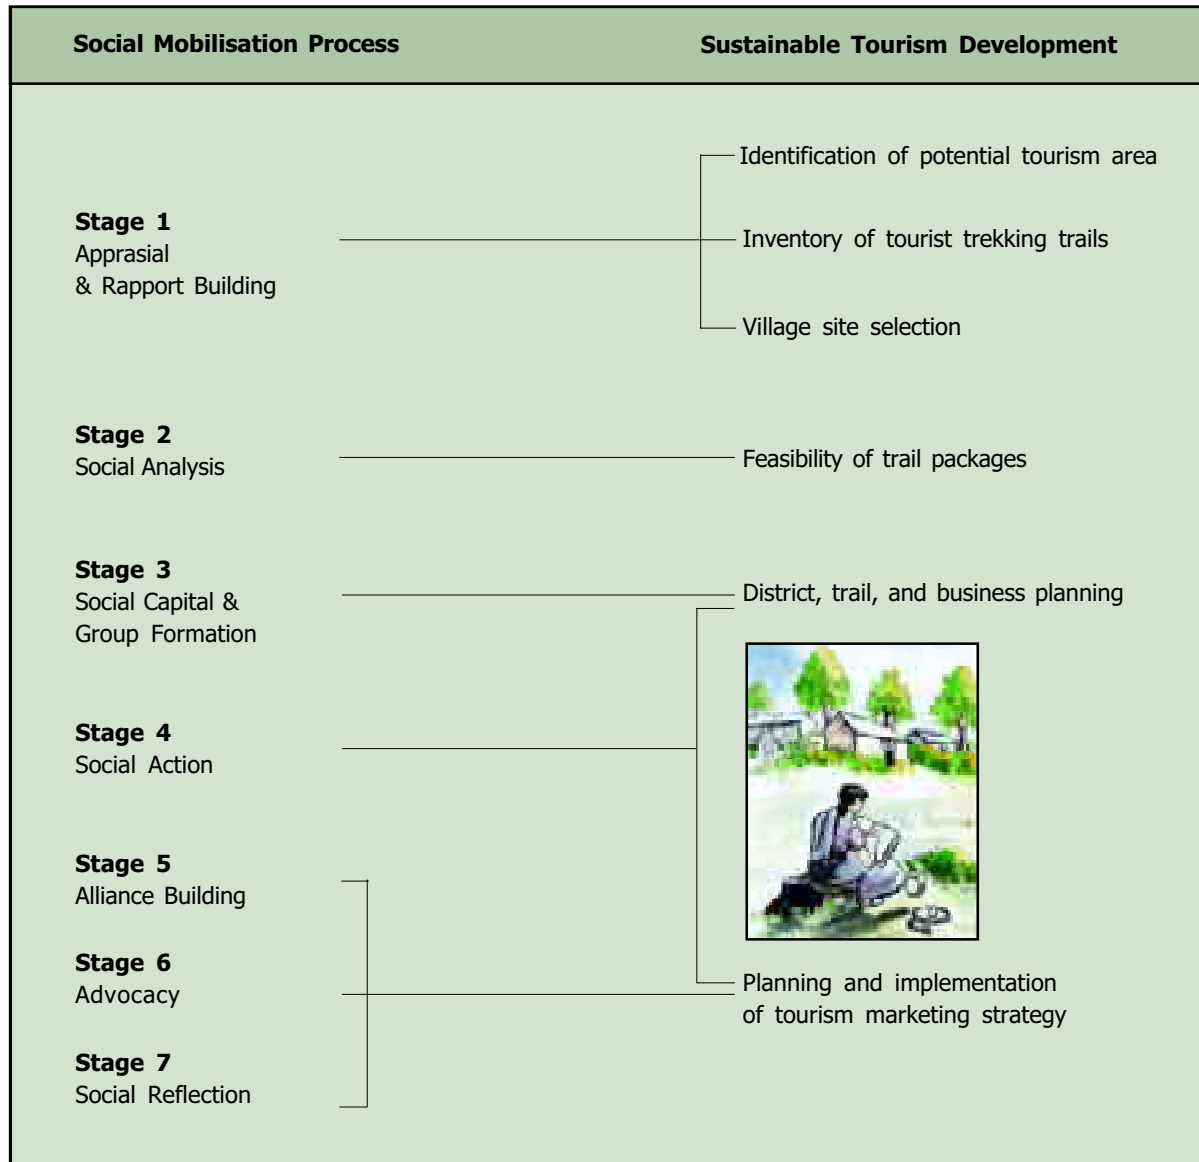 Social Mobilisation Process
Sustainable Tourism Development
Stage 1
Apprasial
& Rapport Building
Identification of potential tourism area
Inventory of tourist trekking trails
Village site selection
Stage 2
Social Analysis
Feasibility of trail packages
Stage 3
Social Capital &
Group Formation
District, trail, and business planning
Stage 4
Social Action
Stage 5
Alliance Building
Stage 6
Advocacy
Planning and implementation
of tourism marketing strategy
Stage 7
Social Reflection